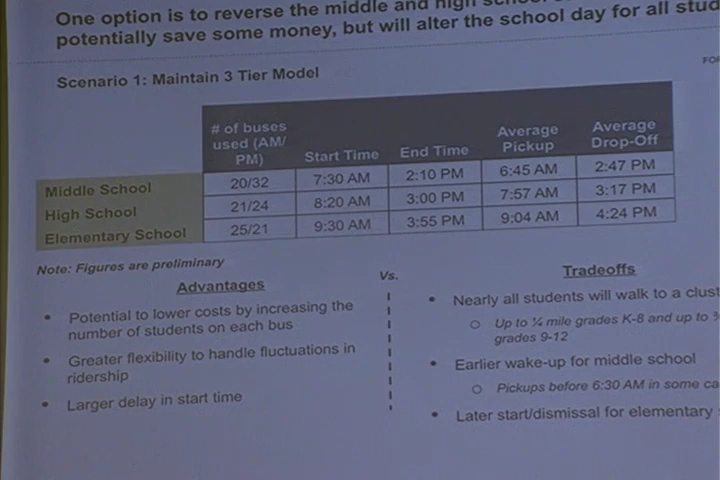 One option is to reverse the middle and high
potentially save some money, but will alter the school day for all stud
Scenario 1: Maintain 3 Tier Model
FO
# of buses used (AM/ PM) Start Time End Time Average Pickup Average Drop-Off
Middle School 20/32 7:30 AM 2:10 PM 6:45 AM 2:47 PM
High School 21/24 8:20 AM 3:00 PM 7:57 AM 3:17 PM
Elementary School 25/21 9:30 AM 3:55 PM 9:04 AM 4:24 PM
Note: Figures are preliminary
Advantages
• Potential to lower costs by increasing the
number of students on each bus
• Greater flexibility to handle fluctuations in
ridership
• Larger delay in start time
Vs.
Tradeoffs
• Nearly all students will walk to a clust
○ Up to ¼ mile grades K-8 and up to
grades 9-12
• Earlier wake-up for middle school
○ Pickups before 6:30 AM in some ca
• Later start/dismissal for elementary